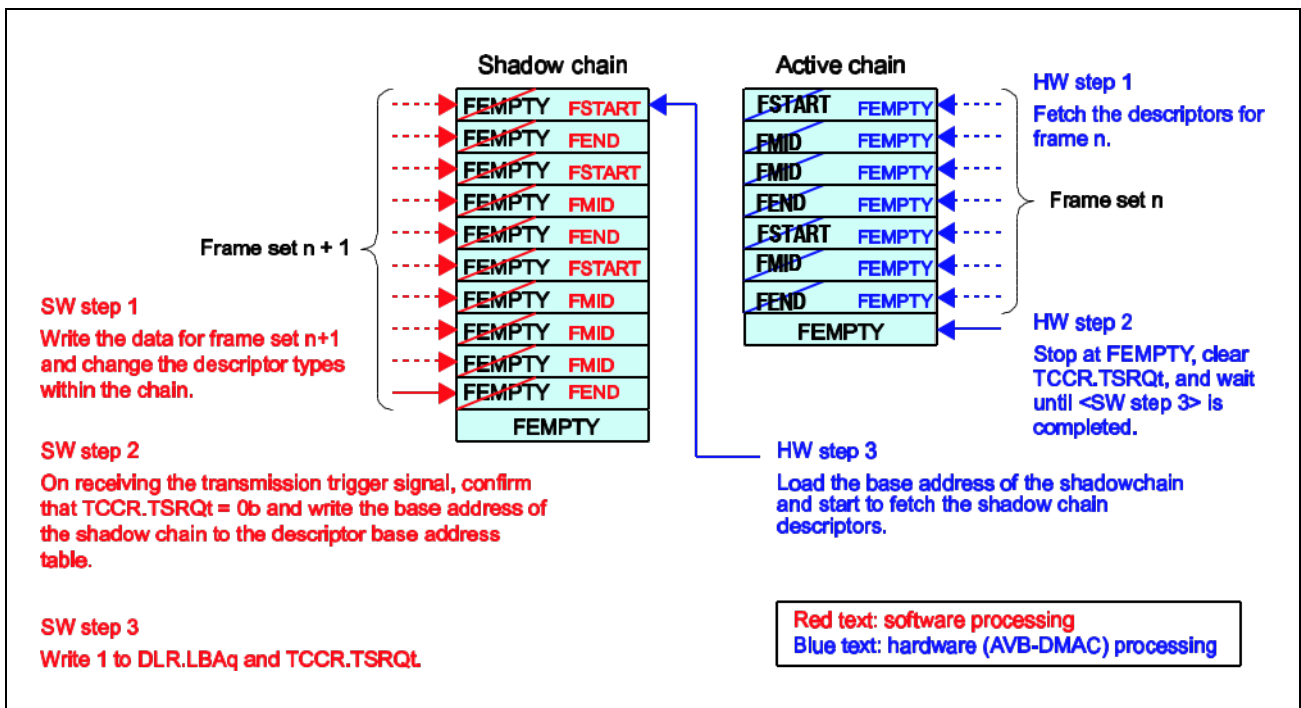 Shadow chain
FEMPTY FSTART
FEMPTY FEND
FEMPTY FSTART
FEMPTY FMID
FEMPTY FEND
FEMPTY FSTART
FEMPTY FMID
FEMPTY FMID
FEMPTY FMID
FEMPTY FEND
FEMPTY
Frame set n + 1
Active chain
FSTART FEMPTY
FMID FEMPTY
FMID FEMPTY
FEND FEMPTY
FSTART FEMPTY
FMID FEMPTY
FEND FEMPTY
FEMPTY
Frame set n
HW step 1
Fetch the descriptors for
frame n.
HW step 2
Stop at FEMPTY, clear
TCCR.TSRQt, and wait
until <SW step 3> is
completed.
HW step 3
Load the base address of the shadowchain
and start to fetch the shadow chain
descriptors.
SW step 1
Write the data for frame set n+1
and change the descriptor types
within the chain.
SW step 2
On receiving the transmission trigger signal, confirm
that TCCR.TSRQt = 0b and write the base address of
the shadow chain to the descriptor base address
table.
SW step 3
Write 1 to DLR.LBAq and TCCR.TSRQt.
Red text: software processing
Blue text: hardware (AVB-DMAC) processing